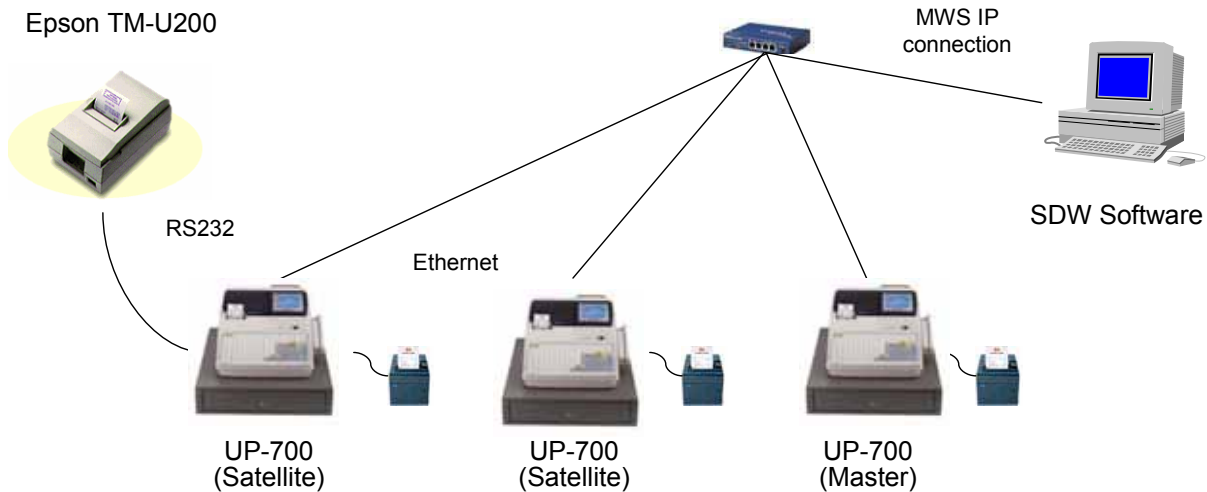 Epson TM-U200
MWS IP
connection
SDW Software
RS232
Ethernet
UP-700
(Satellite)
UP-700
(Satellite)
UP-700
(Master)